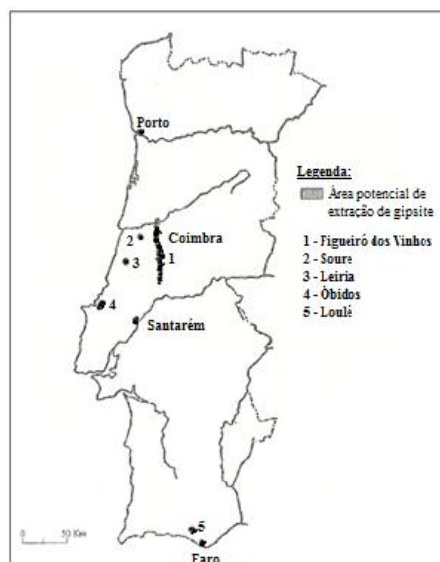 Porto
Legenda:
Área potencial de
extração de gipsite
2
Coimbra
1
3
1 - Figueiró dos Vinhos
2 - Soure
3 - Leiria
4 - Óbidos
5 - Loulé
4
Santarém
5
0 50 Km
Faro